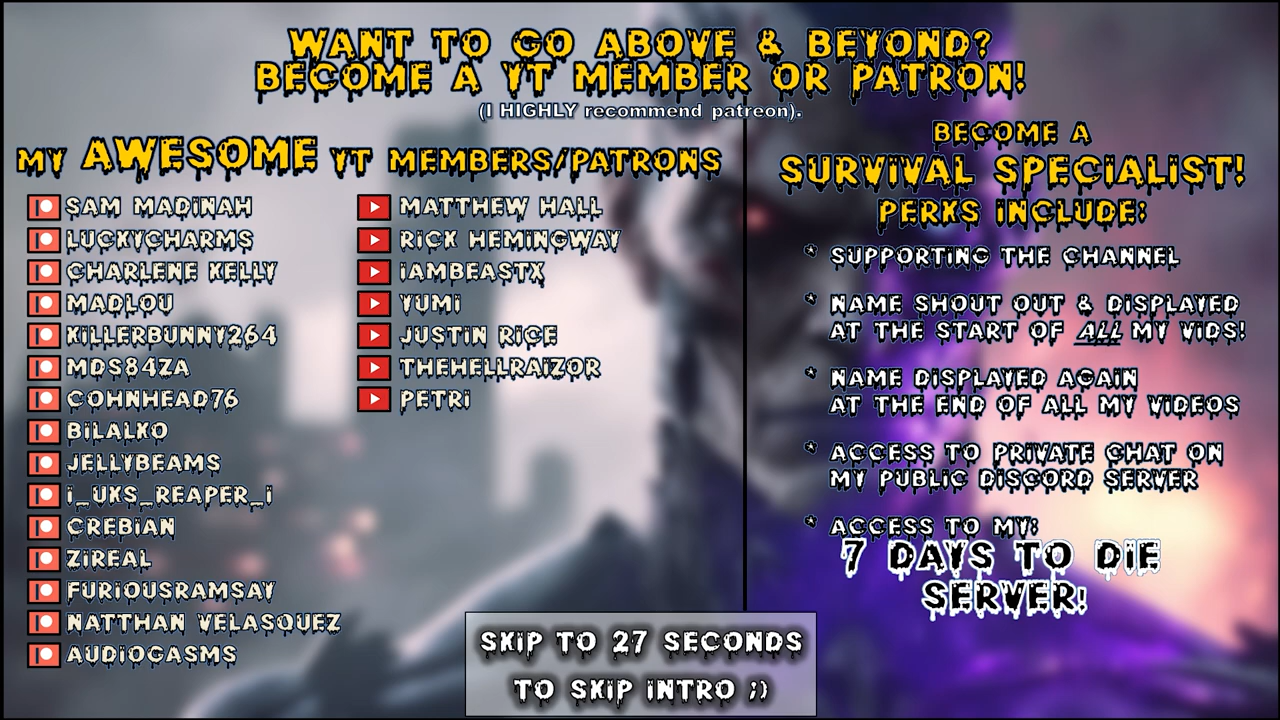 WANT TO GO ABOVE & BEYOND?
BECOME A YT MEMBER OR PATRON!
(I HIGHLY recommend patreon).
MY AWESOME YT MEMBERS/PATRONS
SAM MADINAH
LUCKYCHARMS
CHARLENE KELLY
MADLOU
KILLERBUNNY264
MDS84ZA
COHNHEAD76
BILALKO
JELLYBEAMS
I_UKS_REAPER_I
CREBIAN
ZIREAL
FURIOUSRAMSAY
NATTHAN VELASQUEZ
AUDIOGASMS
MATTHEW HALL
RICK HEMINGWAY
IAMBEASTX
YUMI
JUSTIN RICE
THEHELLRAIZOR
PETRI
BECOME A
SURVIVAL SPECIALIST!
PERKS INCLUDE:
* SUPPORTING THE CHANNEL
* NAME SHOUT OUT & DISPLAYED
AT THE START OF ALL MY VIDS!
* NAME DISPLAYED AGAIN
AT THE END OF ALL MY VIDEOS
* ACCESS TO PRIVATE CHAT ON
MY PUBLIC DISCORD SERVER
* ACCESS TO MY:
7 DAYS TO DIE
SERVER!
SKIP TO 27 SECONDS
TO SKIP INTRO ;)